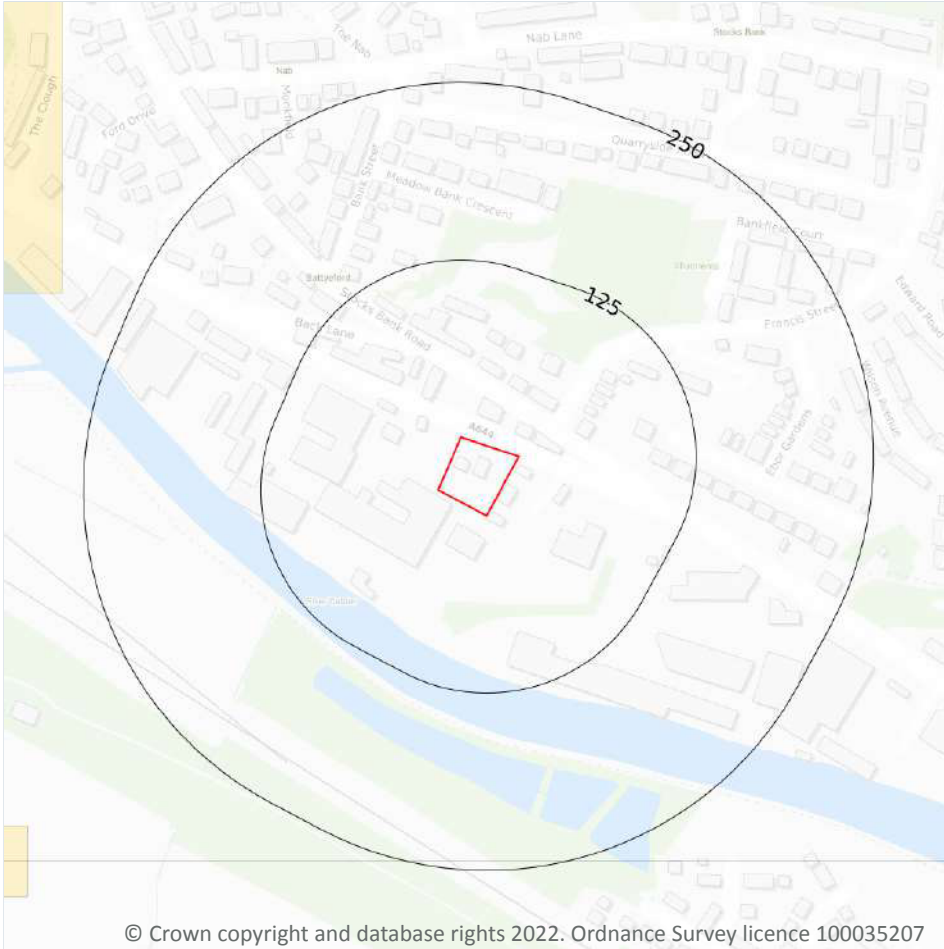 Nab Lane
Stocks Bank
The Nab
Nab
The Clough
Ford Drive
250
Quarryside
Bank Street
Meadow Bank Crescent
Bankfield Court
Battyeford
125
Edward Road
Stocks Bank Road
Back Lane
Francis Street
A644
Ebor Gardens
Avenue
River Calder
© Crown copyright and database rights 2022. Ordnance Survey licence 100035207